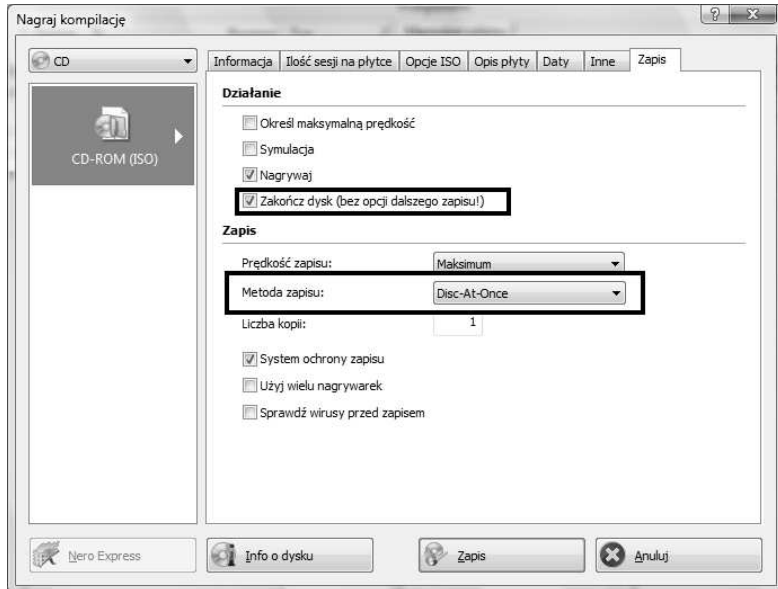 Nagraj kompilację
CD
CD-ROM (ISO)
Informacja Ilość sesji na płytce Opcje ISO Opis płyty Daty Inne Zapis
Działanie
Określ maksymalną prędkość
Symulacja
Nagrywaj
Zakończ dysk (bez opcji dalszego zapisu!)
Zapis
Prędkość zapisu: Maksimum
Metoda zapisu: Disc-At-Once
Liczba kopii: 1
System ochrony zapisu
Użyj wielu nagrywarek
Sprawdź wirusy przed zapisem
Nero Express Info o dysku Zapis Anuluj